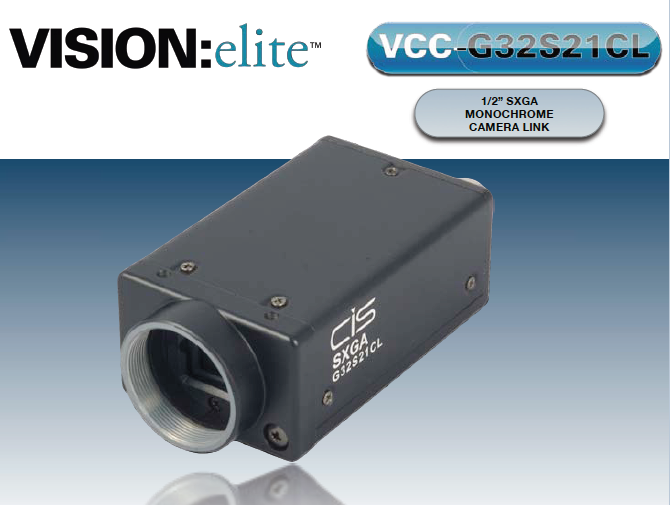 VISION:elite™
VCC-G32S21CL
1/2" SXGA
MONOCHROME
CAMERA LINK
CiS
SXGA
G32S21CL